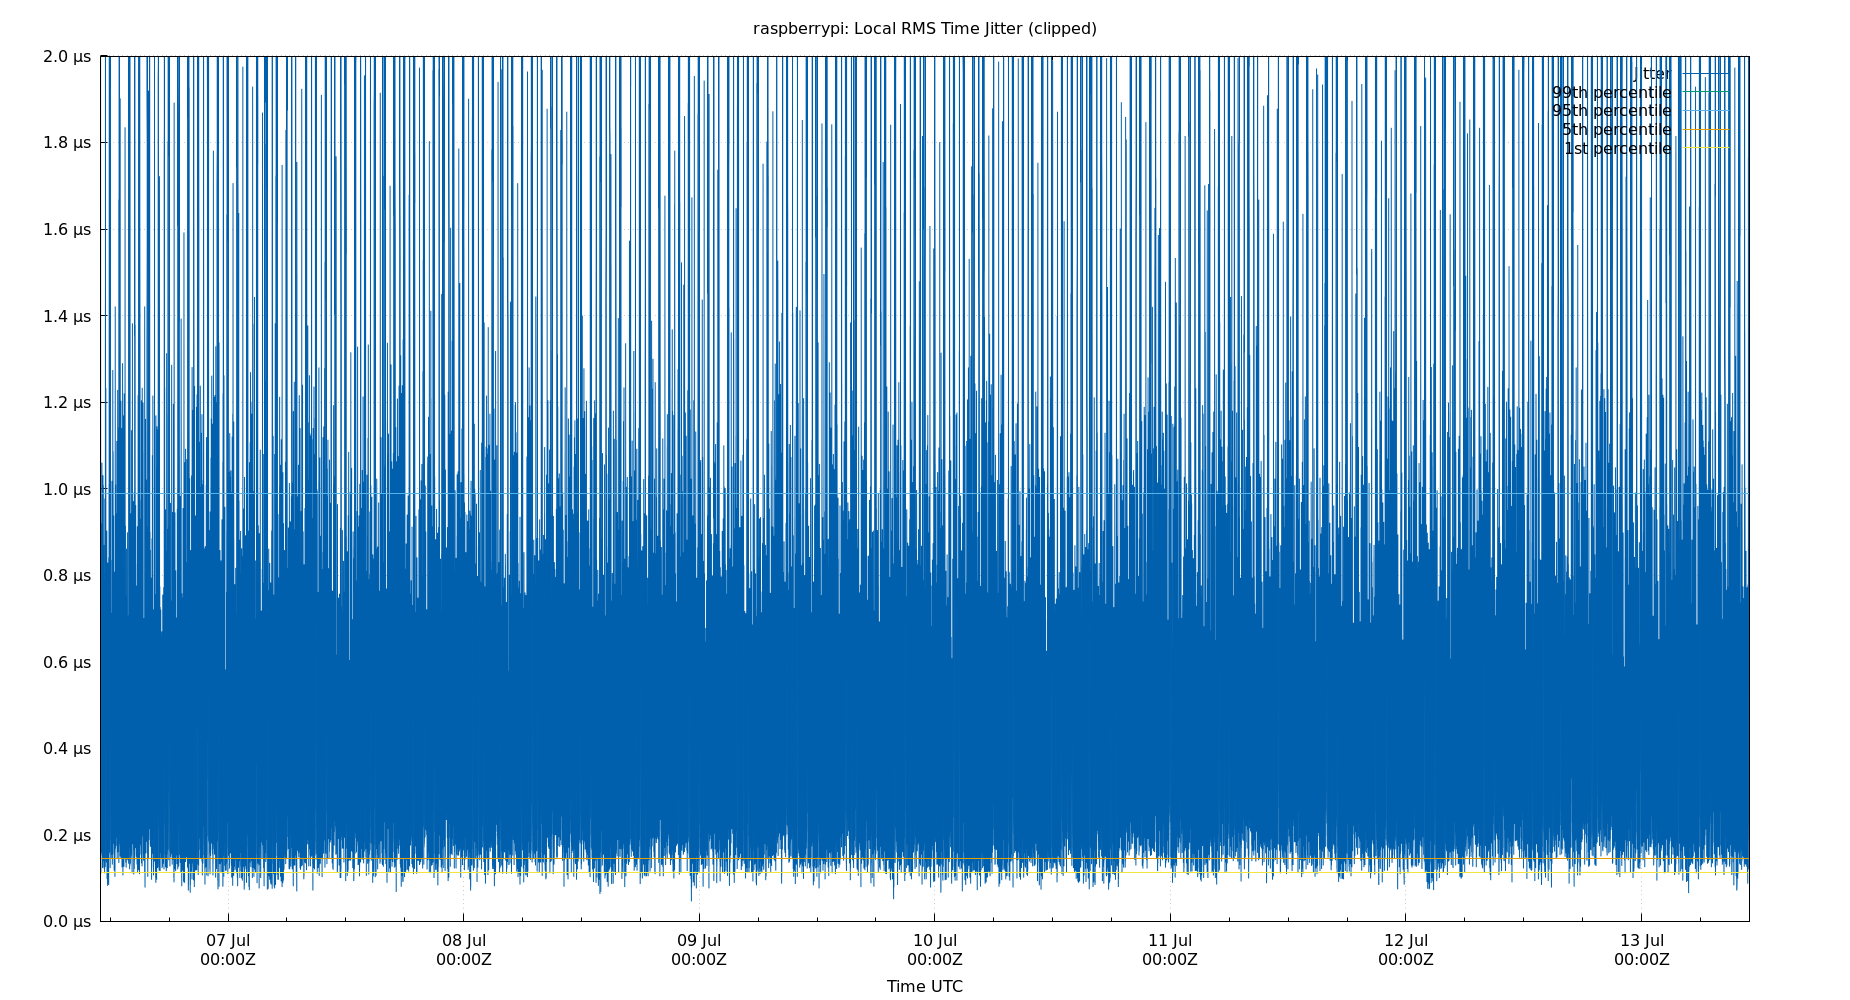 raspberrypi: Local RMS Time Jitter (clipped)
2.0 µs
1.8 µs
1.6 µs
1.4 µs
1.2 µs
1.0 µs
0.8 µs
0.6 µs
0.4 µs
0.2 µs
0.0 µs
Jitter
99th percentile
95th percentile
5th percentile
1st percentile
07 Jul
00:00Z
08 Jul
00:00Z
09 Jul
00:00Z
10 Jul
00:00Z
11 Jul
00:00Z
12 Jul
00:00Z
13 Jul
00:00Z
Time UTC